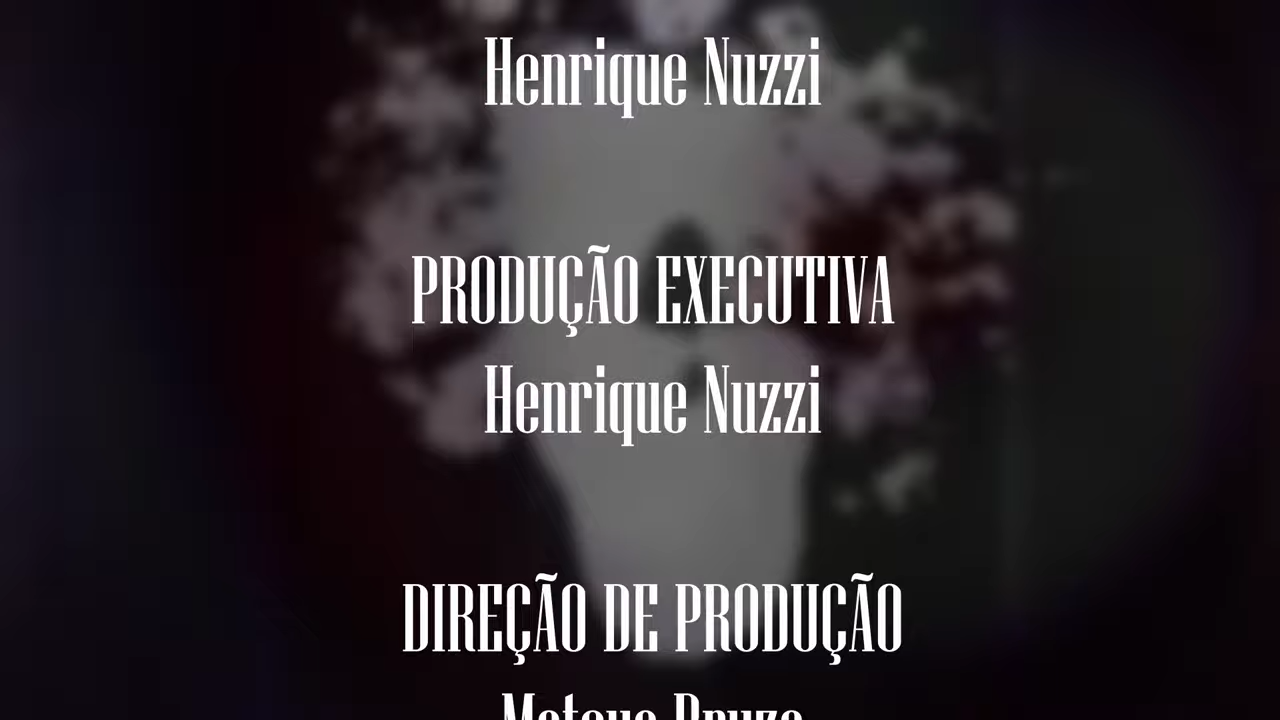 Henrique Nuzzi
PRODUÇÃO EXECUTIVA
Henrique Nuzzi
DIREÇÃO DE PRODUÇÃO